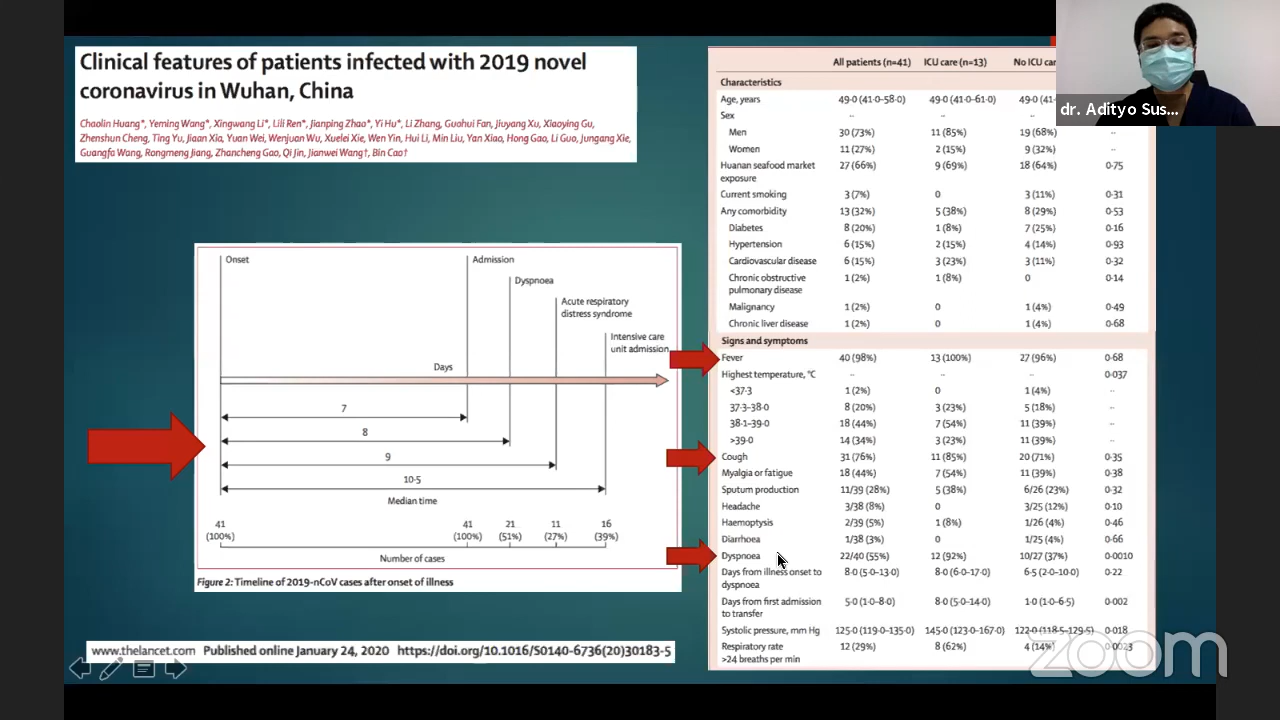 Clinical features of patients infected with 2019 novel
coronavirus in Wuhan, China
Chaolin Huang*, Yeming Wang*, Xingwang Li*, Lili Ren*, Jianping Zhao*, Yi Hu*, Li Zhang, Guohui Fan, Jiuyang Xu, Xiaoying Gu,
Zhenshun Cheng, Ting Yu, Jiaan Xia, Yuan Wei, Wenjuan Wu, Xuelei Xie, Wen Yin, Hui Li, Min Liu, Yan Xiao, Hong Gao, Li Guo, Jungang Xie,
Guangfa Wang, Rongmeng Jiang, Zhancheng Gao, Qi Jin, Jianwei Wang†, Bin Cao†
Onset
Admission
Dyspnoea
Acute respiratory
distress syndrome
Intensive care
unit admission
Days
7
8
9
10·5
Median time
41 41 21 11 16
(100%) (100%) (51%) (27%) (39%)
Number of cases
Figure 2: Timeline of 2019-nCoV cases after onset of illness
www.thelancet.com Published online January 24, 2020 https://doi.org/10.1016/S0140-6736(20)30183-5
All patients (n=41) ICU care (n=13) No ICU
Characteristics
Age, years 49·0 (41·0–58·0) 49·0 (41·0–61·0) 49·0
Sex ·· ·· ··
Men 30 (73%) 11 (85%) 19 (68%) ··
Women 11 (27%) 2 (15%) 9 (32%) ··
Huanan seafood market 27 (66%) 9 (69%) 18 (64%) 0·75
exposure
Current smoking 3 (7%) 0 3 (11%) 0·31
Any comorbidity 13 (32%) 5 (38%) 8 (29%) 0·53
Diabetes 8 (20%) 1 (8%) 7 (25%) 0·16
Hypertension 6 (15%) 2 (15%) 4 (14%) 0·93
Cardiovascular disease 6 (15%) 3 (23%) 3 (11%) 0·32
Chronic obstructive 1 (2%) 1 (8%) 0 0·14
pulmonary disease
Malignancy 1 (2%) 0 1 (4%) 0·49
Chronic liver disease 1 (2%) 0 1 (4%) 0·68
Signs and symptoms
Fever 40 (98%) 13 (100%) 27 (96%) 0·68
Highest temperature, °C ·· ·· ·· 0·037
<37·3 1 (2%) 0 1 (4%) ··
37·3–38·0 8 (20%) 3 (23%) 5 (18%) ··
38·1–39·0 18 (44%) 7 (54%) 11 (39%) ··
>39·0 14 (34%) 3 (23%) 11 (39%) ··
Cough 31 (76%) 11 (85%) 20 (71%) 0·35
Myalgia or fatigue 18 (44%) 7 (54%) 11 (39%) 0·38
Sputum production 11/39 (28%) 5 (38%) 6/26 (23%) 0·32
Headache 3/38 (8%) 0 3/25 (12%) 0·10
Haemoptysis 2/39 (5%) 1 (8%) 1/26 (4%) 0·46
Diarrhoea 1/38 (3%) 0 1/25 (4%) 0·66
Dyspnoea 22/40 (55%) 12 (92%) 10/27 (37%) 0·0010
Days from illness onset to 8·0 (5·0–13·0) 8·0 (6·0–17·0) 6·5 (2·0–10·0) 0·22
dyspnoea
Days from first admission 5·0 (1·0–8·0) 8·0 (5·0–14·0) 1·0 (1·0–6·5) 0·002
to transfer
Systolic pressure, mm Hg 125·0 (119·0–135·0) 145·0 (123·0–167·0) 122·0 (118·5–129·5) 0·018
Respiratory rate 12 (29%) 8 (62%) 4 (14%) 0·0023
>24 breaths per min
dr. Adityo Sus...
zoom